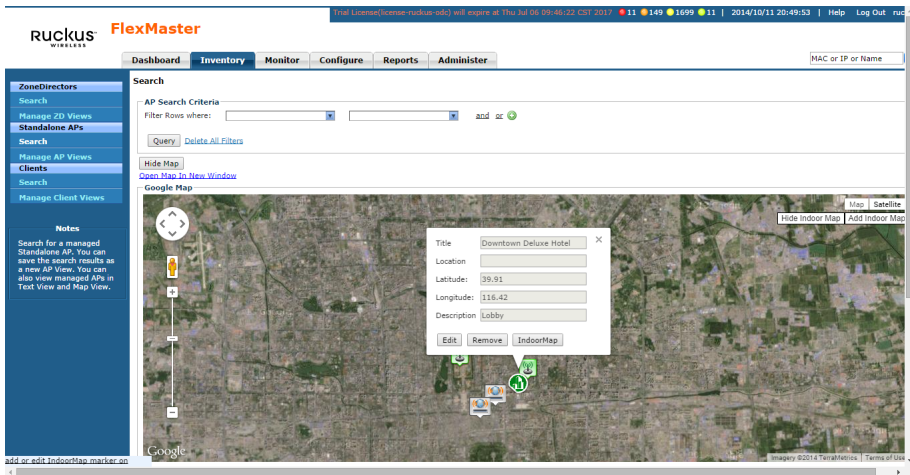 Trial License(license-ruckus-odc) will expire at Thu Jul 06 09:46:22 CST 2017 11 149 1699 11 | 2014/10/11 20:49:53 | Help Log Out ruc
Ruckus WIRELESS FlexMaster
Dashboard Inventory Monitor Configure Reports Administer
MAC or IP or Name
ZoneDirectors
Search
Manage ZD Views
Standalone APs
Search
Manage AP Views
Clients
Search
Manage Client Views
Notes
Search for a managed
Standalone AP. You can
save the search results as
a new AP View. You can
also view managed APs in
Text View and Map View.
add or edit IndoorMap marker on
Search
AP Search Criteria
Filter Rows where: and or
Query Delete All Filters
Hide Map
Open Map In New Window
Google Map
Map Satellite
Hide Indoor Map Add Indoor Map
Title Downtown Deluxe Hotel
Location
Latitude: 39.91
Longitude: 116.42
Description Lobby
Edit Remove IndoorMap
Google
Imagery ©2014 TerraMetrics Terms of Use